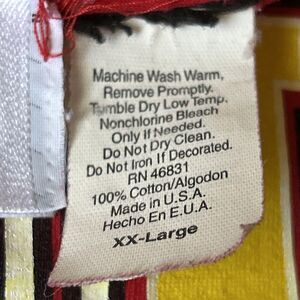 Machine Wash Warm,
Remove Promptly.
Tumble Dry Low Temp.
Nonchlorine Bleach
Only if Needed.
Do Not Dry Clean.
Do Not Iron If Decorated.
RN 46831
100% Cotton/Algodon
Made in U.S.A.
Hecho En E.U.A.
XX-Large